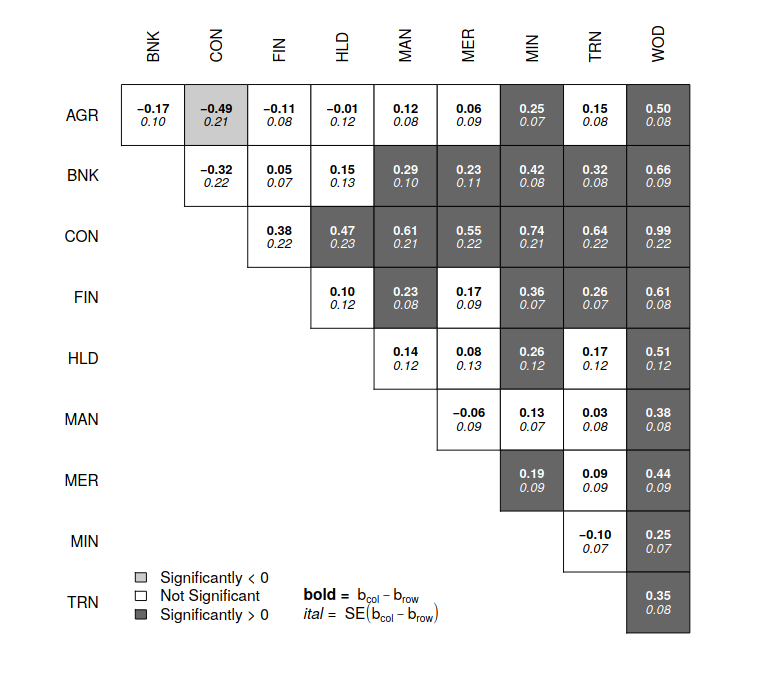 BNK CON FIN HLD MAN MER MIN TRN WOD
AGR −0.17 −0.49 −0.11 −0.01 0.12 0.06 0.25 0.15 0.50
0.10 0.21 0.08 0.12 0.08 0.09 0.07 0.08 0.08
BNK −0.32 0.05 0.15 0.29 0.23 0.42 0.32 0.66
0.22 0.07 0.13 0.10 0.11 0.08 0.08 0.09
CON 0.38 0.47 0.61 0.55 0.74 0.64 0.99
0.22 0.23 0.21 0.22 0.21 0.22 0.22
FIN 0.10 0.23 0.17 0.36 0.26 0.61
0.12 0.08 0.09 0.07 0.07 0.08
HLD 0.14 0.08 0.26 0.17 0.51
0.12 0.13 0.12 0.12 0.12
MAN −0.06 0.13 0.03 0.38
0.09 0.07 0.08 0.08
MER 0.19 0.09 0.44
0.09 0.09 0.09
MIN −0.10 0.25
0.07 0.07
TRN 0.35
0.08
Significantly < 0
Not Significant
Significantly > 0
bold = bcol − brow
ital = SE(bcol − brow)